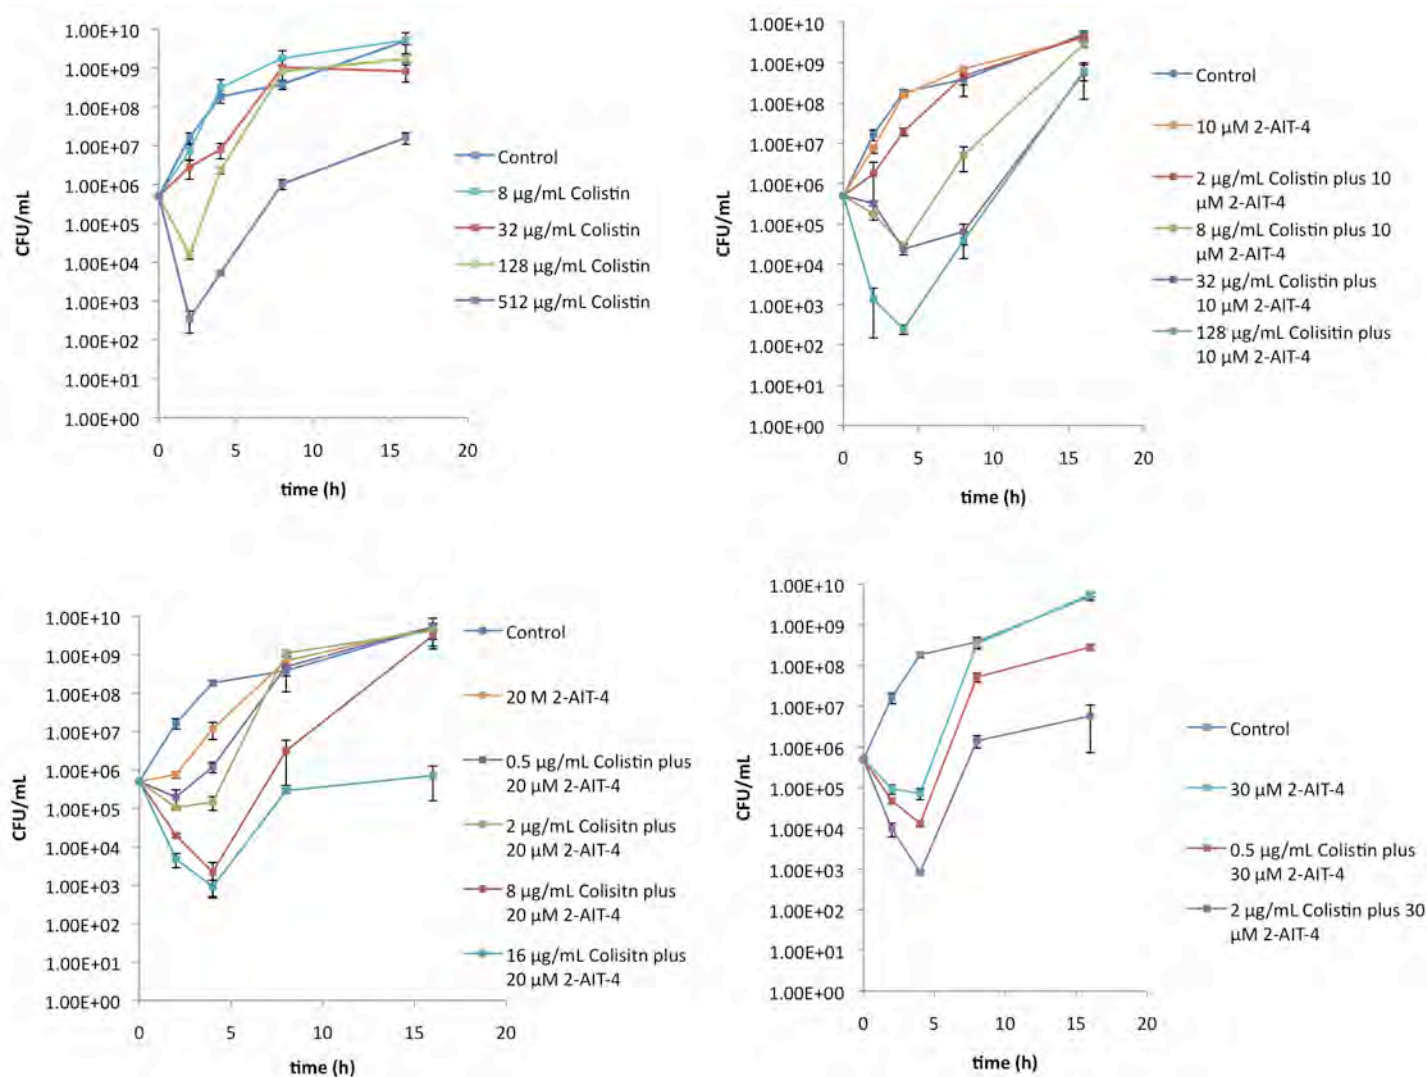 1.00E+10
1.00E+09
1.00E+08
1.00E+07
1.00E+06
1.00E+05
1.00E+04
1.00E+03
1.00E+02
1.00E+01
1.00E+00
CFU/mL
0 5 10 15 20
time (h)
Control
8 µg/mL Colistin
32 µg/mL Colistin
128 µg/mL Colistin
512 µg/mL Colistin
1.00E+10
1.00E+09
1.00E+08
1.00E+07
1.00E+06
1.00E+05
1.00E+04
1.00E+03
1.00E+02
1.00E+01
1.00E+00
CFU/mL
0 5 10 15 20
time (h)
Control
10 µM 2-AIT-4
2 µg/mL Colistin plus 10
µM 2-AIT-4
8 µg/mL Colistin plus 10
µM 2-AIT-4
32 µg/mL Colistin plus
10 µM 2-AIT-4
128 µg/mL Colisitin plus
10 µM 2-AIT-4
1.00E+10
1.00E+09
1.00E+08
1.00E+07
1.00E+06
1.00E+05
1.00E+04
1.00E+03
1.00E+02
1.00E+01
1.00E+00
CFU/mL
0 5 10 15 20
time (h)
Control
20 M 2-AIT-4
0.5 µg/mL Colistin plus
20 µM 2-AIT-4
2 µg/mL Colisitn plus
20 µM 2-AIT-4
8 µg/mL Colisitn plus
20 µM 2-AIT-4
16 µg/mL Colisitn plus
20 µM 2-AIT-4
1.00E+10
1.00E+09
1.00E+08
1.00E+07
1.00E+06
1.00E+05
1.00E+04
1.00E+03
1.00E+02
1.00E+01
1.00E+00
CFU/mL
0 5 10 15 20
time (h)
Control
30 µM 2-AIT-4
0.5 µg/mL Colistin plus
30 µM 2-AIT-4
2 µg/mL Colistin plus 30
µM 2-AIT-4